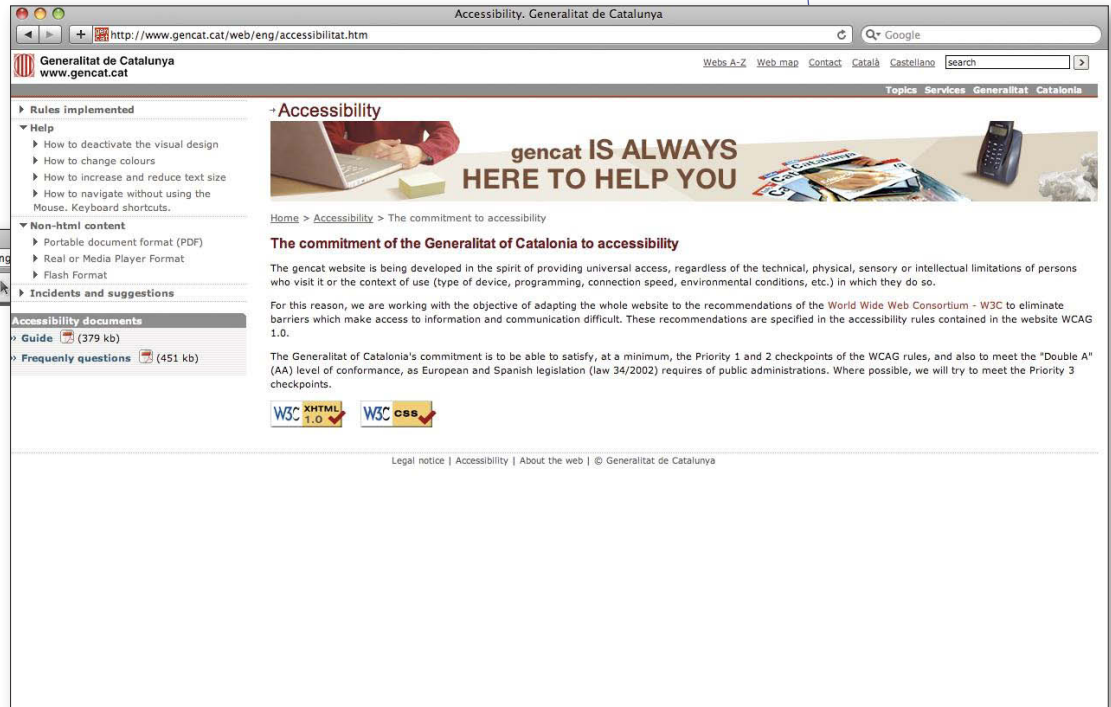 Accessibility. Generalitat de Catalunya
http://www.gencat.cat/web/eng/accessibilitat.htm
Google
Generalitat de Catalunya
www.gencat.cat
Webs A-Z Web map Contact Català Castellano search
Topics Services Generalitat Catalonia
Rules implemented
Help
How to deactivate the visual design
How to change colours
How to increase and reduce text size
How to navigate without using the
Mouse. Keyboard shortcuts.
Non-html content
Portable document format (PDF)
Real or Media Player Format
Flash Format
Incidents and suggestions
Accessibility documents
» Guide (379 kb)
» Frequenly questions (451 kb)
Accessibility
gencat IS ALWAYS
HERE TO HELP YOU
Catalunya
Home > Accessibility > The commitment to accessibility
The commitment of the Generalitat of Catalonia to accessibility
The gencat website is being developed in the spirit of providing universal access, regardless of the technical, physical, sensory or intellectual limitations of persons
who visit it or the context of use (type of device, programming, connection speed, environmental conditions, etc.) in which they do so.
For this reason, we are working with the objective of adapting the whole website to the recommendations of the World Wide Web Consortium - W3C to eliminate
barriers which make access to information and communication difficult. These recommendations are specified in the accessibility rules contained in the website WCAG
1.0.
The Generalitat of Catalonia's commitment is to be able to satisfy, at a minimum, the Priority 1 and 2 checkpoints of the WCAG rules, and also to meet the "Double A"
(AA) level of conformance, as European and Spanish legislation (law 34/2002) requires of public administrations. Where possible, we will try to meet the Priority 3
checkpoints.
W3C XHTML 1.0 W3C css
Legal notice | Accessibility | About the web | © Generalitat de Catalunya